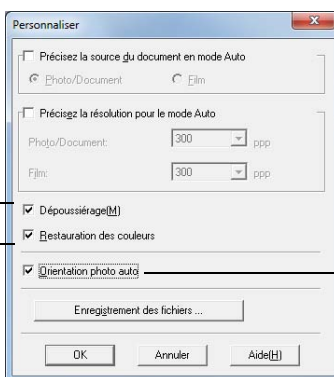 Personnaliser
Précisez la source du document en mode Auto
Photo/Document
Film
Précisez la résolution pour le mode Auto
Photo/Document:
300
ppp
Film:
300
ppp
Dépoussiérage(M)
Restauration des couleurs
Orientation photo auto
Enregistrement des fichiers ...
OK
Annuler
Aide(H)